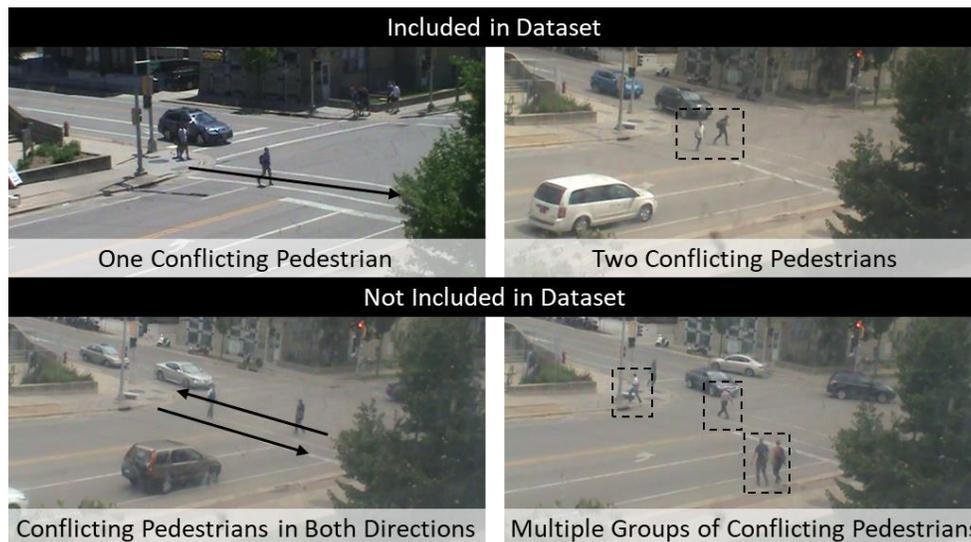 Included in Dataset
One Conflicting Pedestrian
Two Conflicting Pedestrians
Not Included in Dataset
Conflicting Pedestrians in Both Directions
Multiple Groups of Conflicting Pedestrians